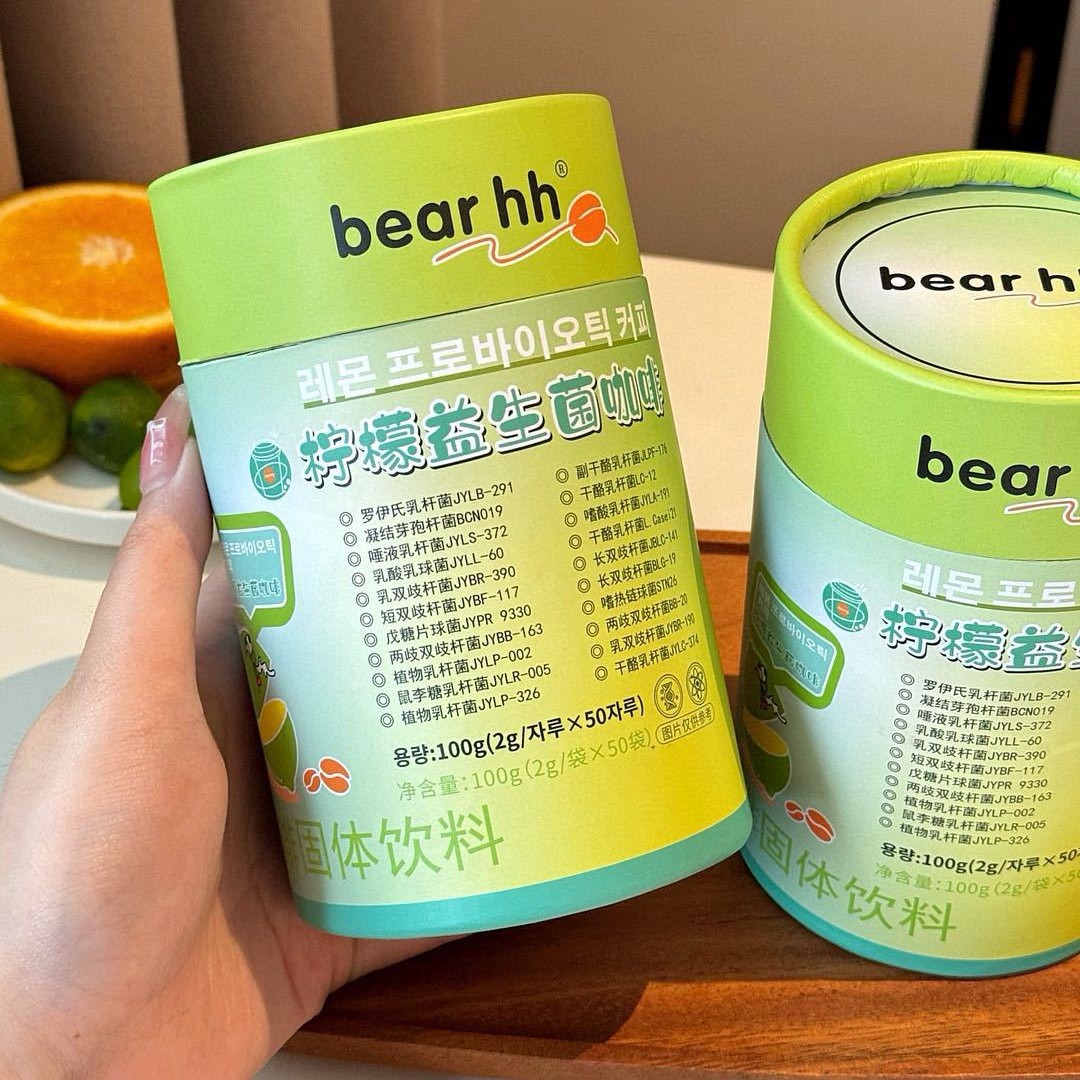 bear hh®
레몬 프로바이오틱 커피
柠檬益生菌咖啡
罗伊氏乳杆菌JYLB-291
凝结芽孢杆菌BCN019
唾液乳杆菌JYLS-372
乳酸乳球菌JYLL-60
乳双歧杆菌JYBR-390
短双歧杆菌JYBF-117
戊糖片球菌JYPR 9330
两歧双歧杆菌JYBB-163
植物乳杆菌JYLP-002
鼠李糖乳杆菌JYLR-005
植物乳杆菌JYLP-326
副干酪乳杆菌JLPF-176
干酪乳杆菌LC-12
嗜酸乳杆菌JYLA-191
干酪乳杆菌L.Casei21
长双歧杆菌JBLC-141
长双歧杆菌BLG-19
嗜热链球菌STN26
两歧双歧杆菌BB-20
乳双歧杆菌JYBR-190
干酪乳杆菌JYLC-374
용량:100g(2g/자루×50자루)
净含量:100g(2g/袋×50袋)
图片仅供参考
固体饮料
프로바이오틱
bear h
bear
레몬 프로
柠檬益生
罗伊氏乳杆菌JYLB-291
凝结芽孢杆菌BCN019
唾液乳杆菌JYLS-372
乳酸乳球菌JYLL-60
乳双歧杆菌JYBR-390
短双歧杆菌JYBF-117
戊糖片球菌JYPR 9330
两歧双歧杆菌JYBB-163
植物乳杆菌JYLP-002
鼠李糖乳杆菌JYLR-005
植物乳杆菌JYLP-326
용량:100g(2g/자루×50자
净含量:100g(2g/袋×50
固体饮料
프로바이오틱